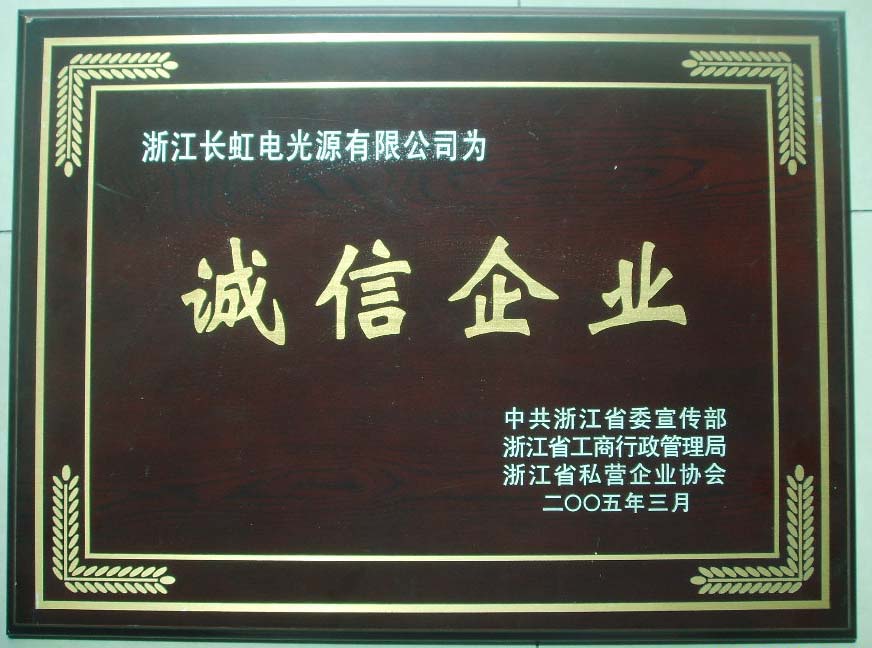 浙江长虹电光源有限公司为
诚信企业
中共浙江省委宣传部
浙江省工商行政管理局
浙江省私营企业协会
二〇〇五年三月